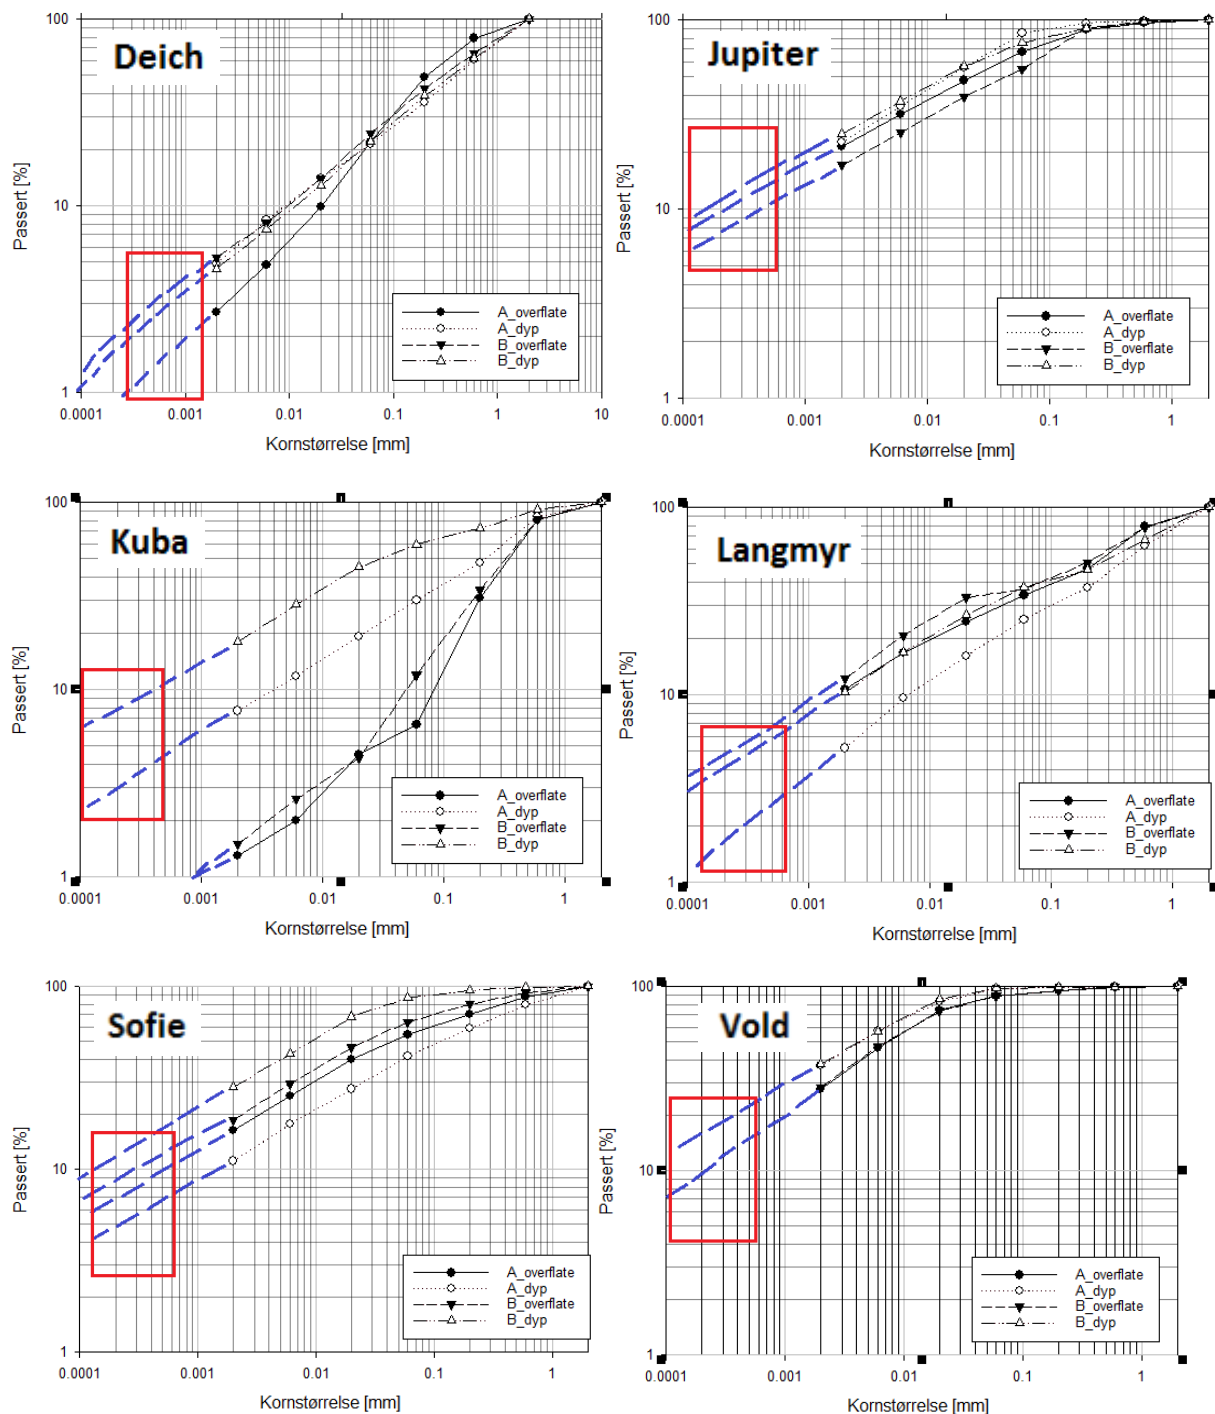 Deich
Passert [%]
100
10
1
0.0001
0.001
0.01
0.1
1
10
Kornstørrelse [mm]
A_overflate
A_dyp
B_overflate
B_dyp
Jupiter
Passert [%]
100
10
1
0.0001
0.001
0.01
0.1
1
Kornstørrelse [mm]
A_overflate
A_dyp
B_overflate
B_dyp
Kuba
Passert [%]
100
10
1
0.0001
0.001
0.01
0.1
1
Kornstørrelse [mm]
A_overflate
A_dyp
B_overflate
B_dyp
Langmyr
Passert [%]
100
10
1
0.0001
0.001
0.01
0.1
1
Kornstørrelse [mm]
A_overflate
A_dyp
B_overflate
B_dyp
Sofie
Passert [%]
100
10
1
0.0001
0.001
0.01
0.1
1
Kornstørrelse [mm]
A_overflate
A_dyp
B_overflate
B_dyp
Vold
Passert [%]
100
10
1
0.0001
0.001
0.01
0.1
1
Kornstørrelse [mm]
A_overflate
A_dyp
B_overflate
B_dyp